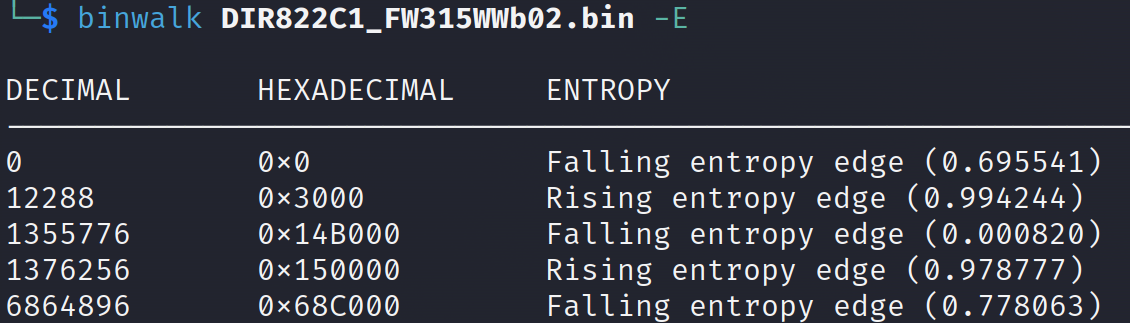 └─$ binwalk DIR822C1_FW315WWb02.bin -E
DECIMAL HEXADECIMAL ENTROPY
0 0×0 Falling entropy edge (0.695541)
12288 0×3000 Rising entropy edge (0.994244)
1355776 0×14B000 Falling entropy edge (0.000820)
1376256 0×150000 Rising entropy edge (0.978777)
6864896 0×68C000 Falling entropy edge (0.778063)